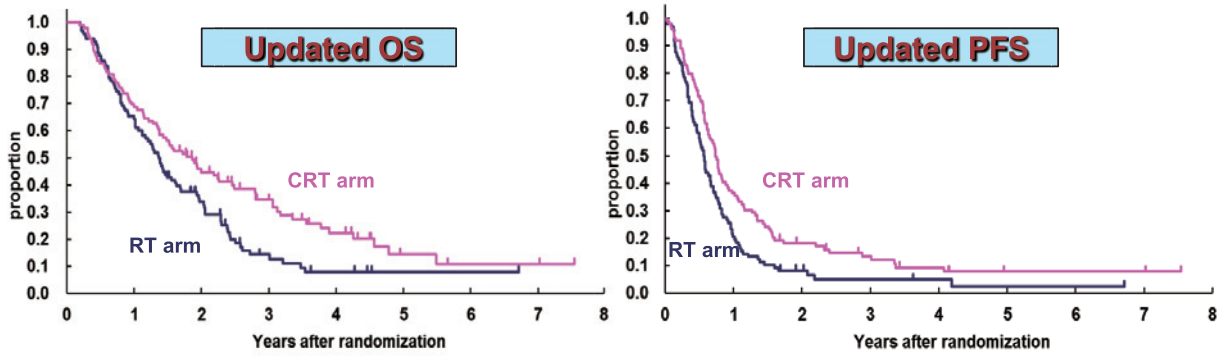 Updated OS
1.0
0.9
0.8
0.7
0.6
0.5
0.4
0.3
0.2
0.1
0.0
proportion
CRT arm
RT arm
0 1 2 3 4 5 6 7 8
Years after randomization
Updated PFS
1.0
0.9
0.8
0.7
0.6
0.5
0.4
0.3
0.2
0.1
0.0
proportion
CRT arm
RT arm
0 1 2 3 4 5 6 7 8
Years after randomization